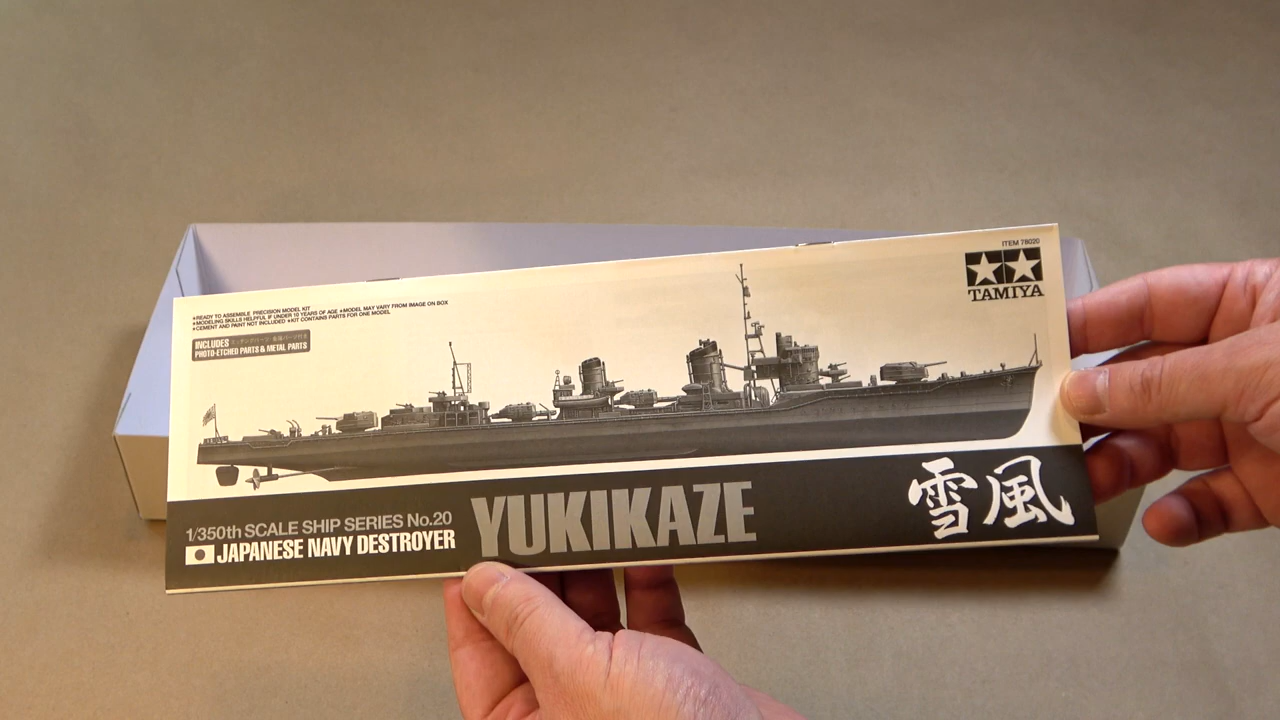 ITEM 78020
TAMIYA
★READY TO ASSEMBLE PRECISION MODEL KIT
★MODELING SKILLS HELPFUL IF UNDER 10 YEARS OF AGE ★MODEL MAY VARY FROM IMAGE ON BOX
★CEMENT AND PAINT NOT INCLUDED ★KIT CONTAINS PARTS FOR ONE MODEL
INCLUDES
PHOTO-ETCHED PARTS & METAL PARTS
1/350th SCALE SHIP SERIES No.20
JAPANESE NAVY DESTROYER
YUKIKAZE
雪風